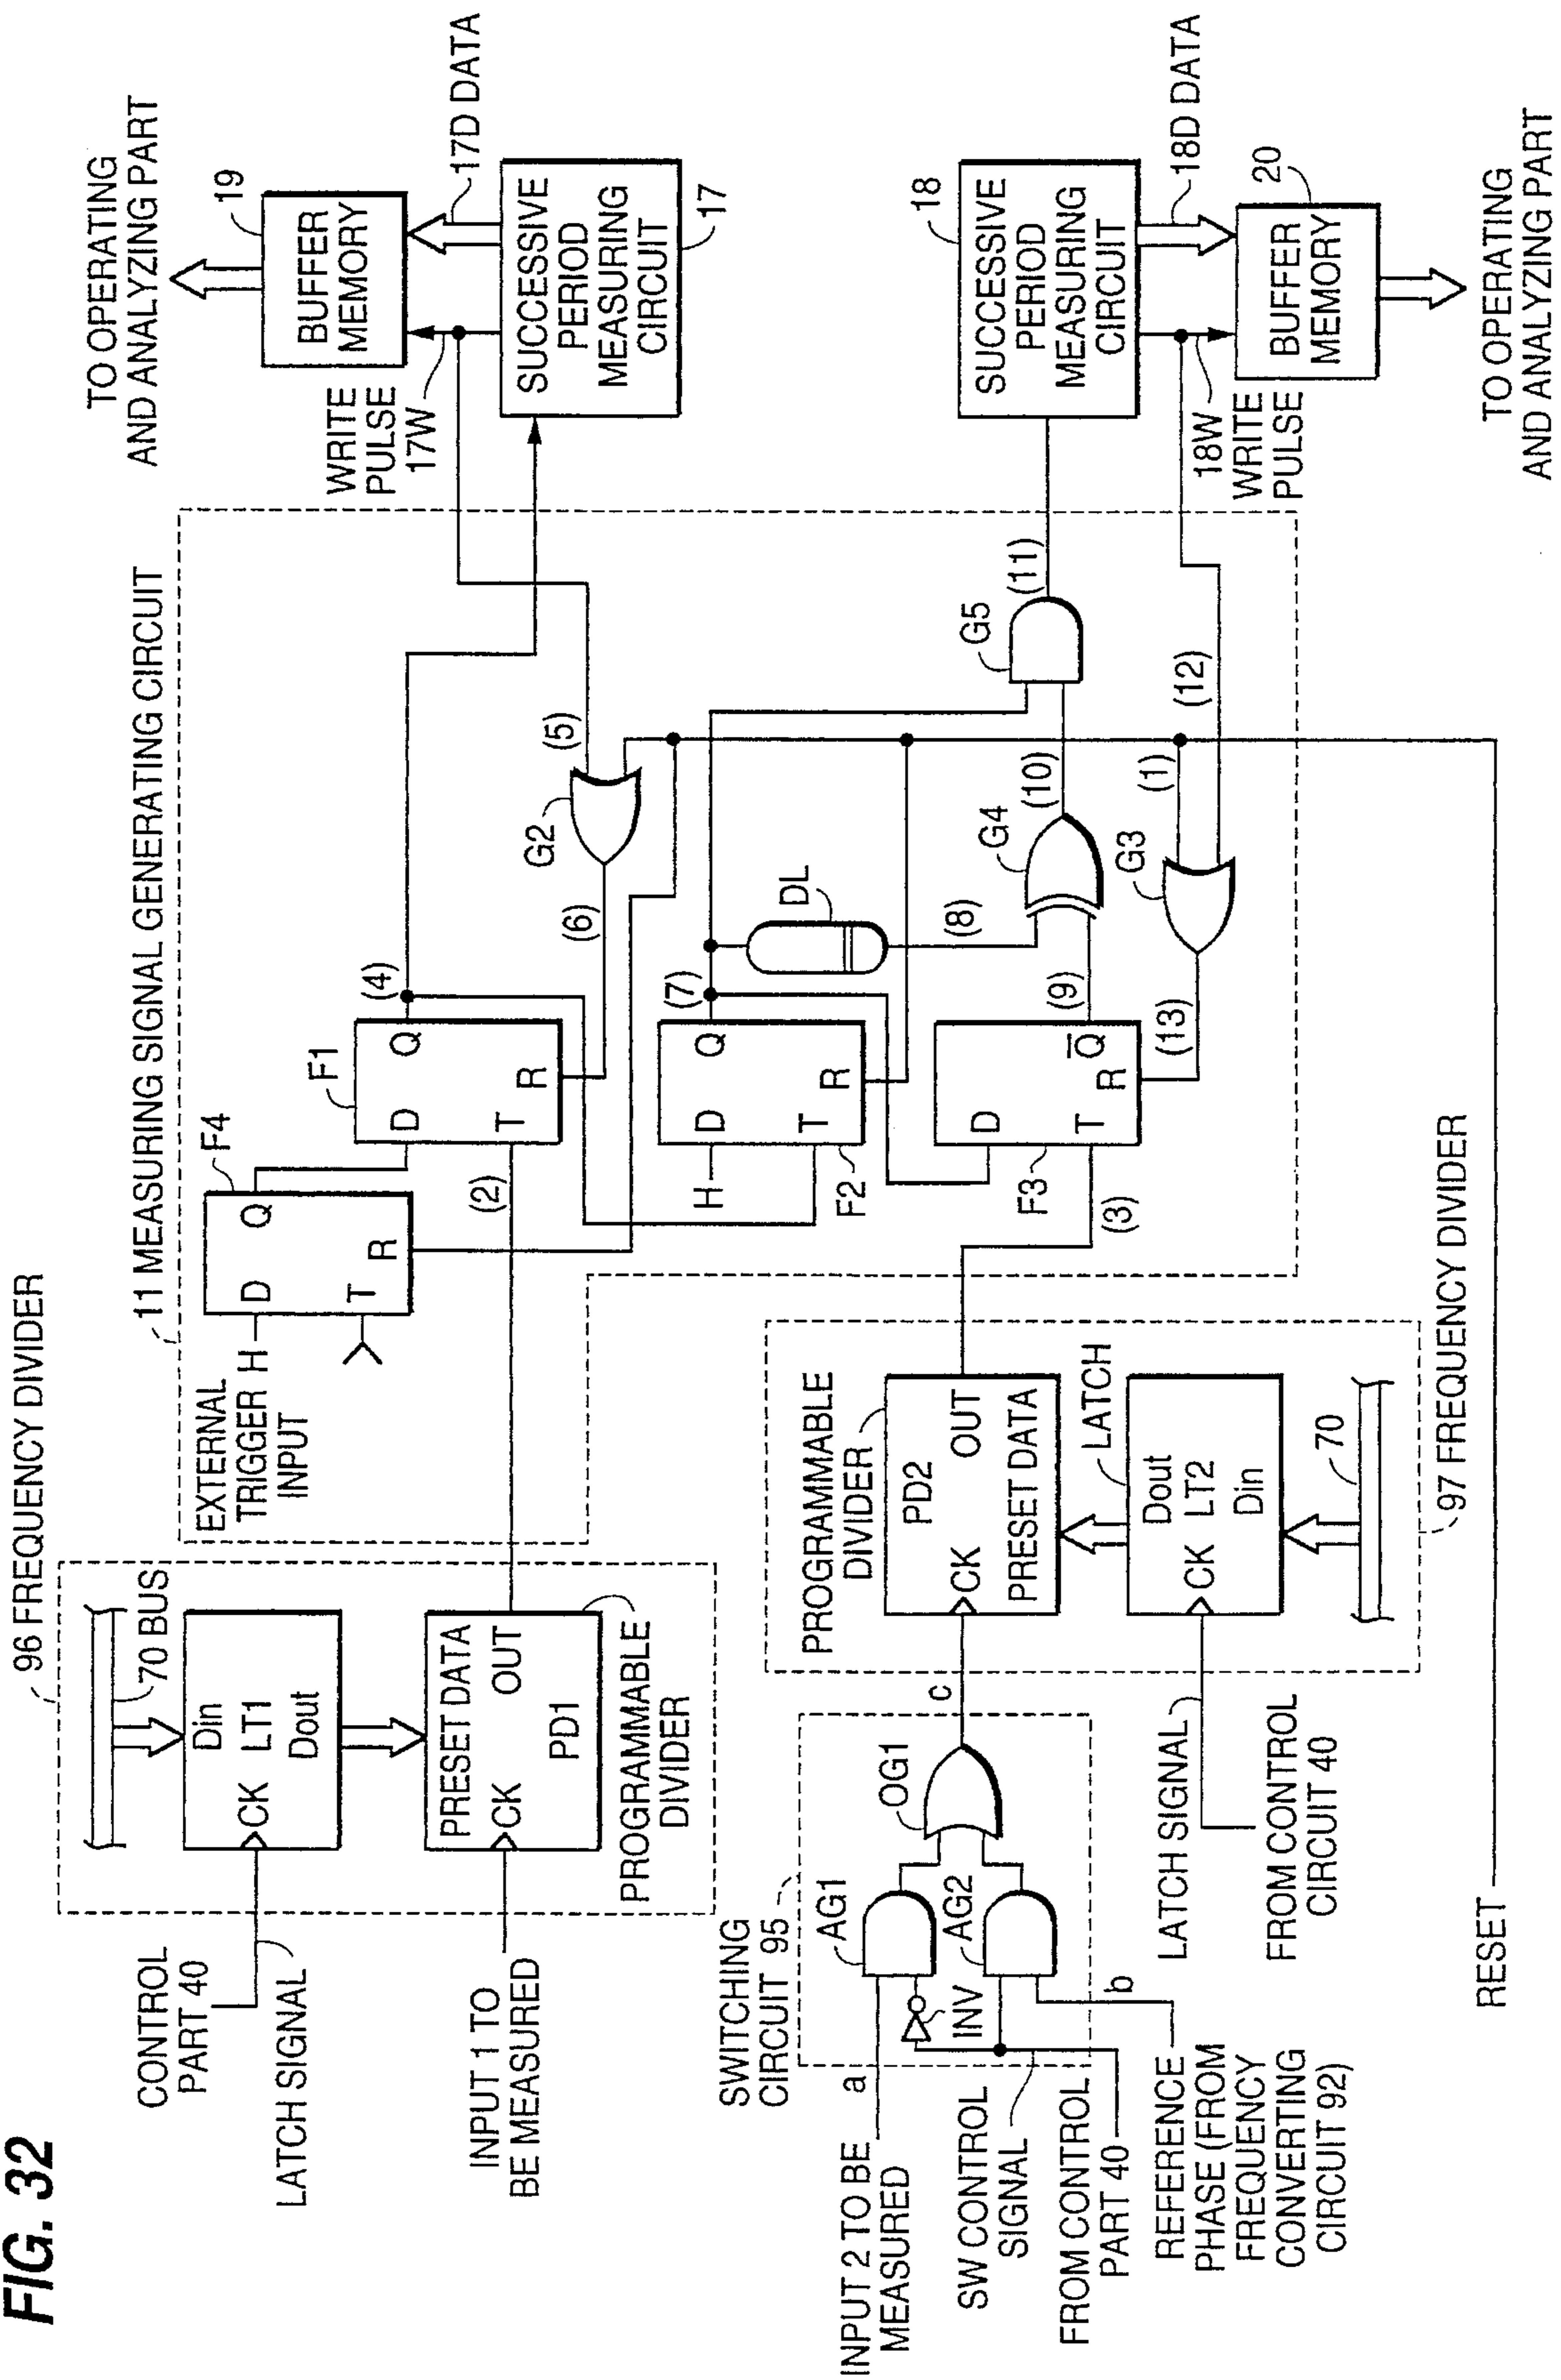 FIG. 32
96 FREQUENCY DIVIDER
70 BUS
CONTROL
PART 40
LATCH SIGNAL
Din
CK LT1
Dout
PRESET DATA
CK OUT
PD1
PROGRAMMABLE
DIVIDER
INPUT 1 TO
BE MEASURED
11 MEASURING SIGNAL GENERATING CIRCUIT
EXTERNAL
TRIGGER H
INPUT
F4
D Q
T
R
F1
D Q
T
R
(2)
(4)
(5)
(6)
G2
H
D Q
T
R
F2
(7)
DL
(8)
D
T
Q
R
F3
(3)
(9)
(10)
G4
G5
(11)
(1)
(12)
G3
(13)
TO OPERATING
AND ANALYZING PART
19
BUFFER
MEMORY
WRITE
PULSE
17W
17D DATA
SUCCESSIVE
PERIOD
MEASURING
CIRCUIT
17
18
SUCCESSIVE
PERIOD
MEASURING
CIRCUIT
18D DATA
18W
WRITE
PULSE
20
BUFFER
MEMORY
TO OPERATING
AND ANALYZING PART
SWITCHING
CIRCUIT 95
AG1
AG2
OG1
INV
a
b
c
INPUT 2 TO BE
MEASURED
SW CONTROL
SIGNAL
FROM CONTROL
PART 40
REFERENCE
PHASE (FROM
FREQUENCY
CONVERTING
CIRCUIT 92)
PROGRAMMABLE
DIVIDER
PD2
CK OUT
PRESET DATA
LATCH
Dout
CK LT2
Din
70
97 FREQUENCY DIVIDER
LATCH SIGNAL
FROM CONTROL
CIRCUIT 40
RESET